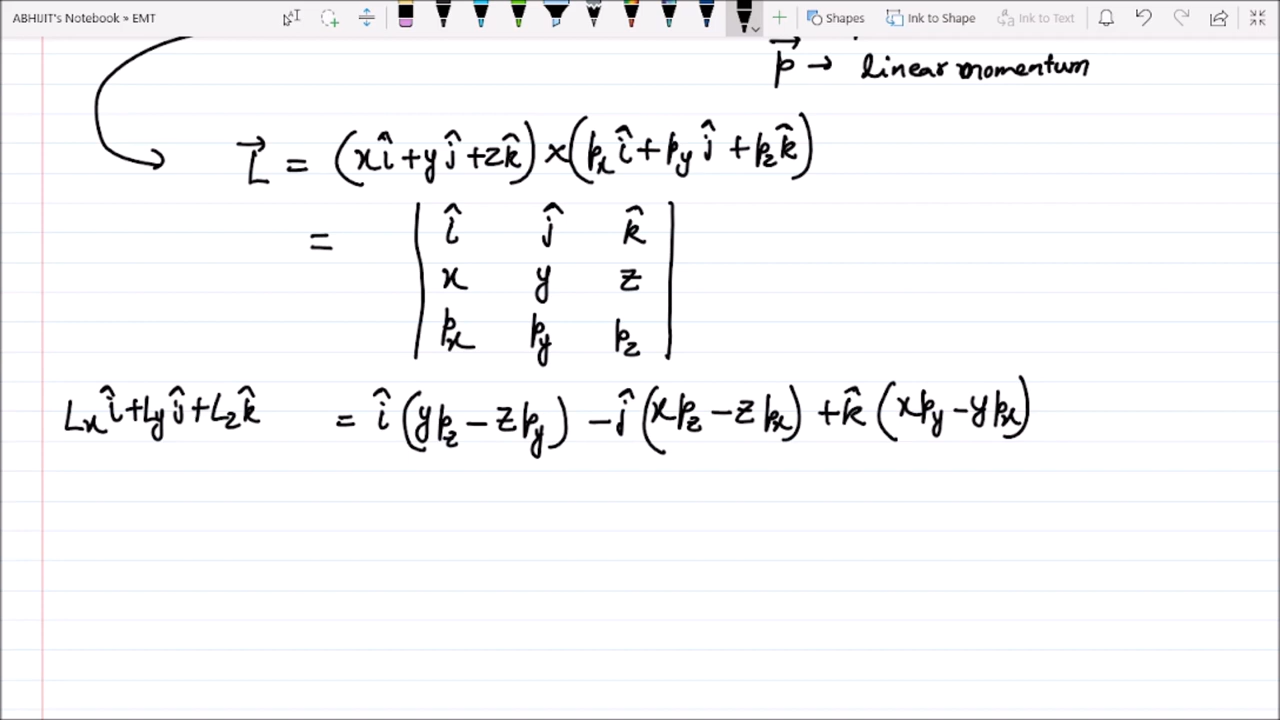 ABHIJIT's Notebook » EMT Shapes Ink to Shape Ink to Text
p⃗ → linear momentum
L⃗ = (xî+yĵ+zk̂)×(pₓî+p_yĵ+p_zk̂)
= | î ĵ k̂ |
| x y z |
| pₓ p_y p_z |
Lₓî+L_yĵ+L_zk̂ = î(yp_z−zp_y) −ĵ(xp_z−zpₓ) +k̂(xp_y−ypₓ)